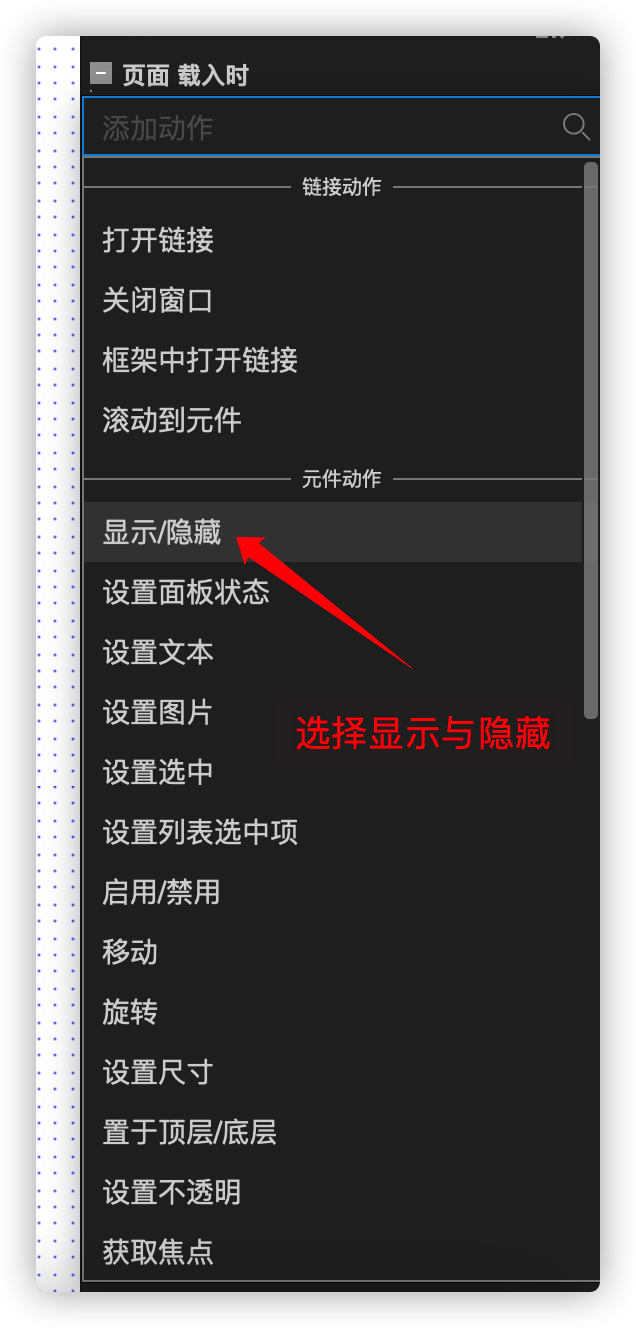 页面 载入时
添加动作
链接动作
打开链接
关闭窗口
框架中打开链接
滚动到元件
元件动作
显示/隐藏
设置面板状态
设置文本
设置图片
选择显示与隐藏
设置选中
设置列表选中项
启用/禁用
移动
旋转
设置尺寸
置于顶层/底层
设置不透明
获取焦点